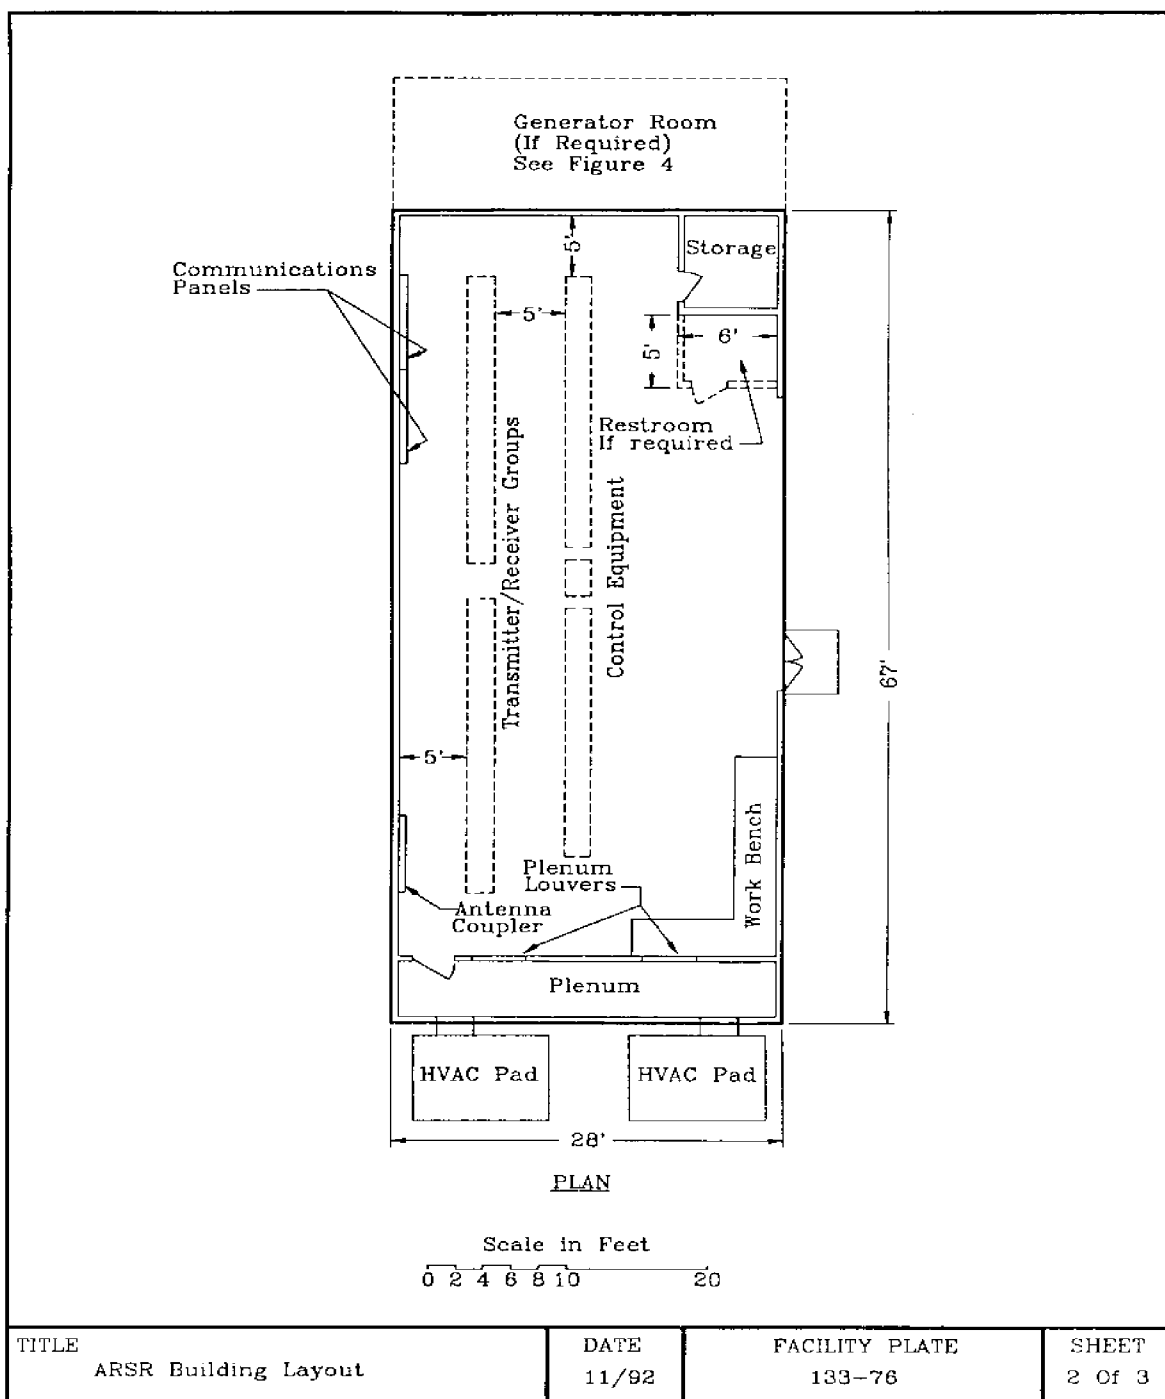 Generator Room
(If Required)
See Figure 4
Storage
5'
Communications
Panels
5'
6'
5'
Restroom
If required
Transmitter/Receiver Groups
Control Equipment
67'
5'
Work Bench
Plenum
Louvers
Antenna
Coupler
Plenum
HVAC Pad
HVAC Pad
28'
PLAN
Scale in Feet
0 2 4 6 8 10 20
TITLE
ARSR Building Layout
DATE
11/92
FACILITY PLATE
133-76
SHEET
2 Of 3